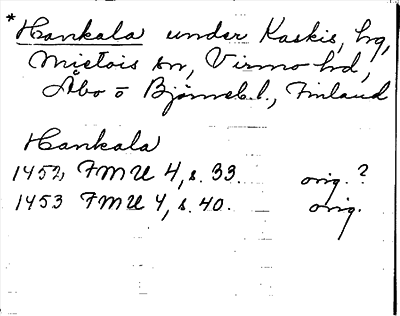 *Hankala under Kaskis, hg,
Mietois sn, Virmo hd,
Åbo o Björneb. l., Finland
Hankala
1452 FMU 4, s. 33. orig. ?
1453 FMU 4, s. 40. orig.